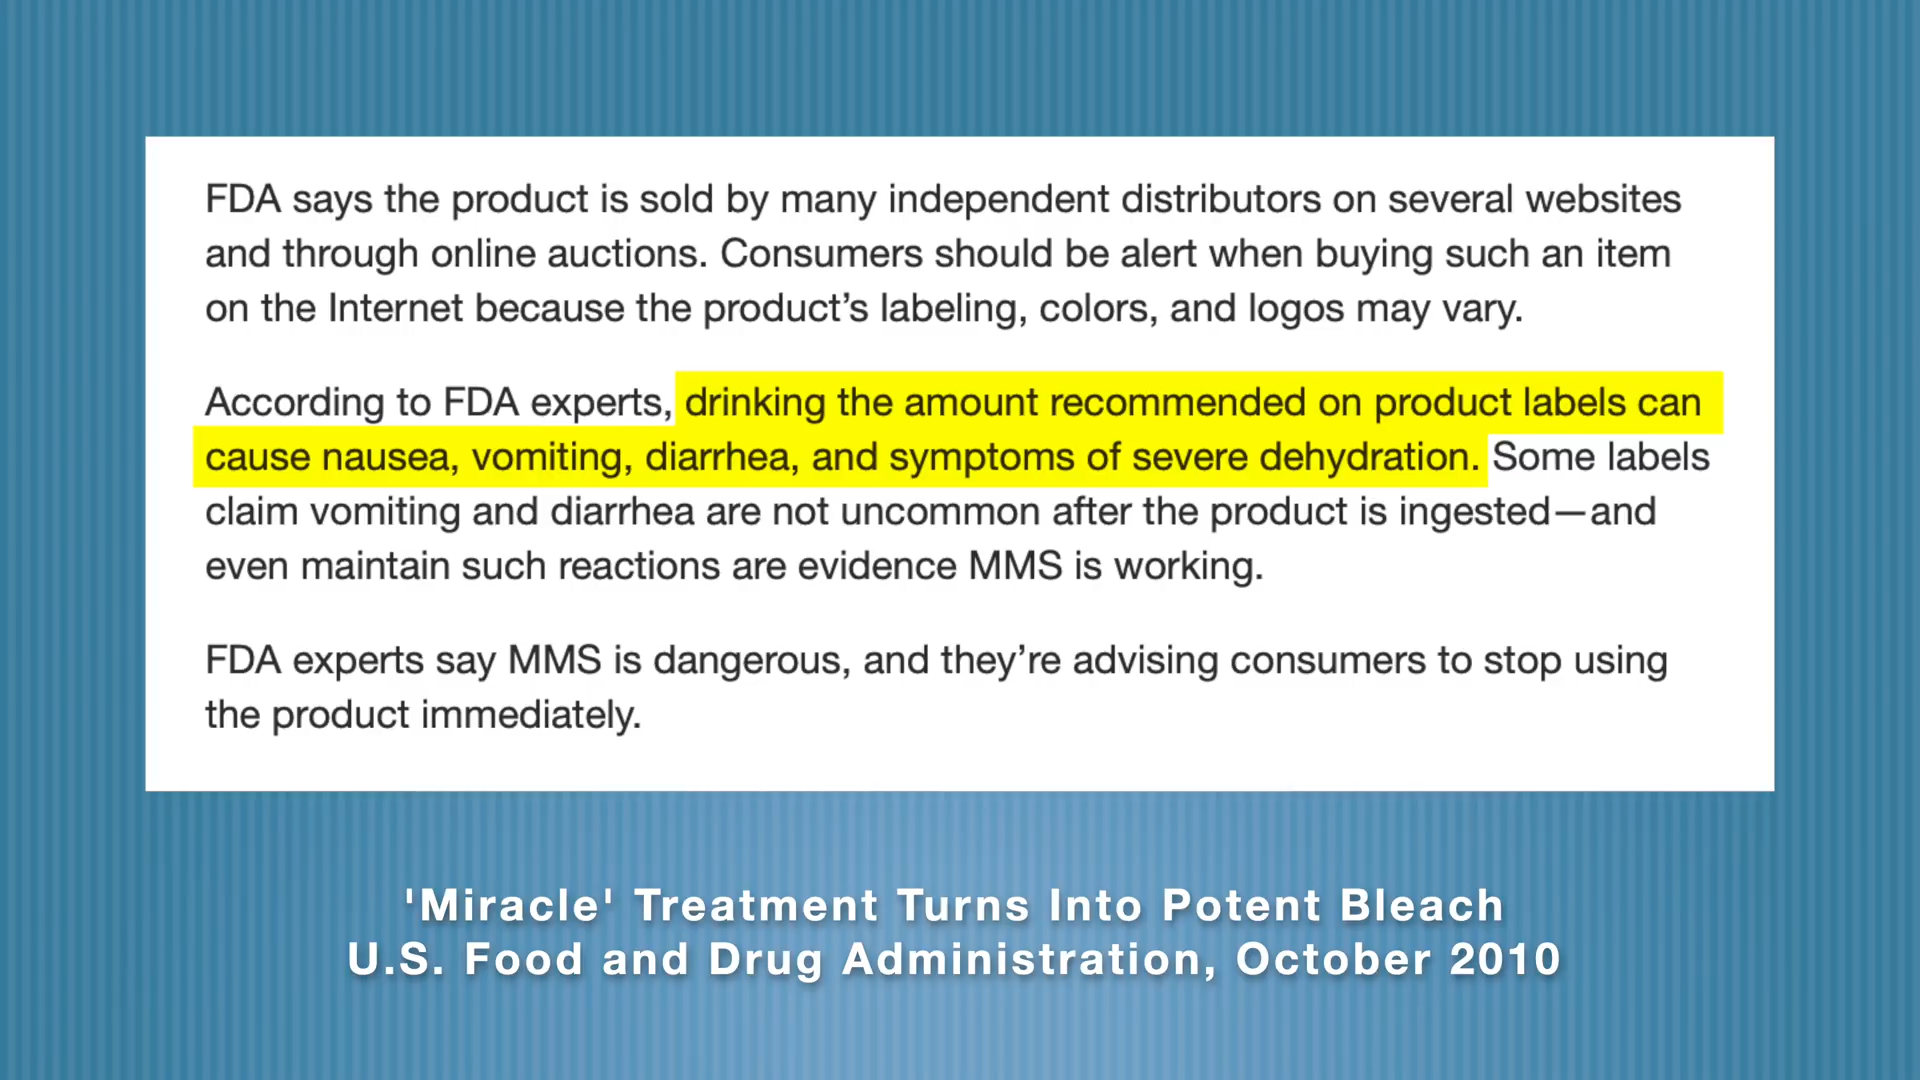 FDA says the product is sold by many independent distributors on several websites
and through online auctions. Consumers should be alert when buying such an item
on the Internet because the product’s labeling, colors, and logos may vary.
According to FDA experts, drinking the amount recommended on product labels can
cause nausea, vomiting, diarrhea, and symptoms of severe dehydration. Some labels
claim vomiting and diarrhea are not uncommon after the product is ingested—and
even maintain such reactions are evidence MMS is working.
FDA experts say MMS is dangerous, and they’re advising consumers to stop using
the product immediately.
'Miracle' Treatment Turns Into Potent Bleach
U.S. Food and Drug Administration, October 2010